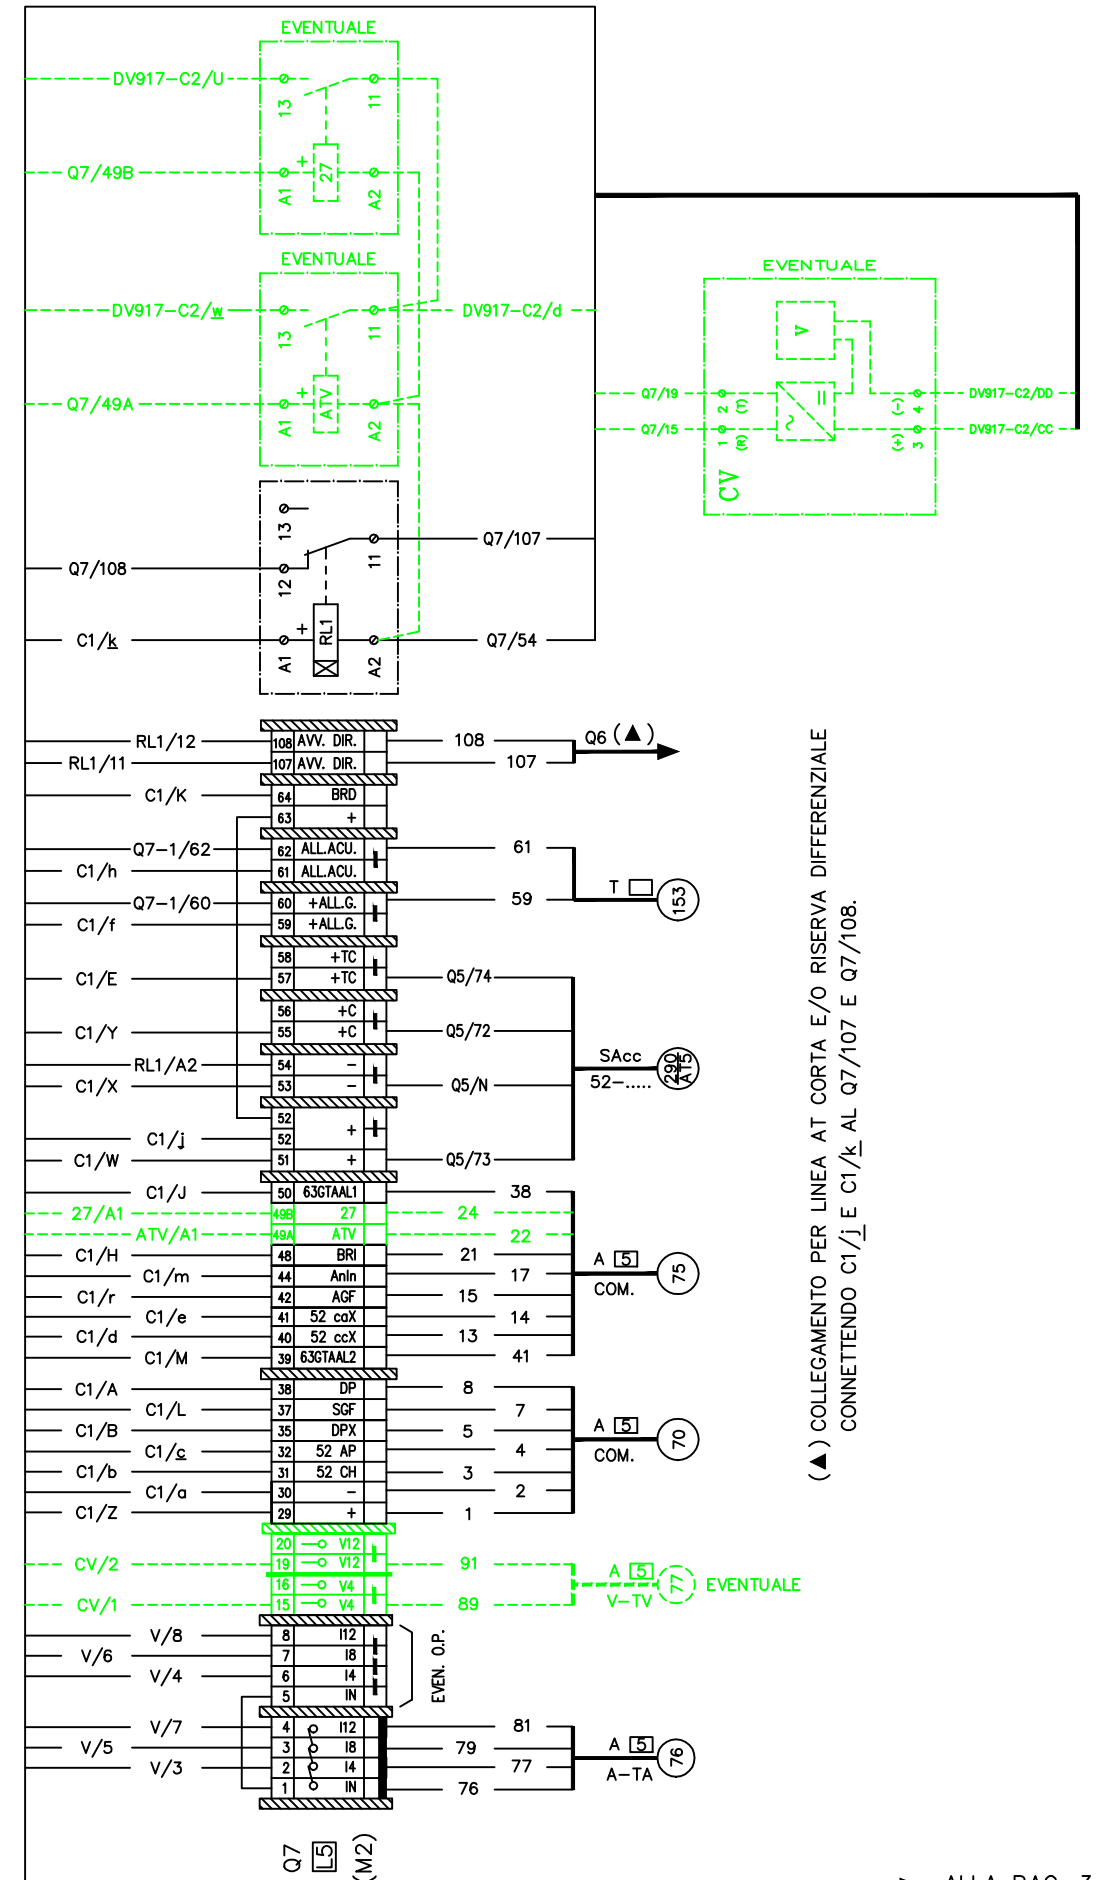 EVENTUALE
DV917-C2/U
13
11
Q7/49B
+
27
A1
A2
EVENTUALE
DV917-C2/w
13
11
DV917-C2/d
Q7/49A
+
ATV
A1
A2
EVENTUALE
V
Q7/19
2
(T)
=
(-)
4
DV917-C2/DD
Q7/15
1
(R)
~
(+)
3
DV917-C2/CC
CV
13
Q7/107
11
Q7/108
12
C1/k
+
RL1
Q7/54
A1
A2
RL1/12 108 AVV. DIR. 108
Q6 (▲)
RL1/11 107 AVV. DIR. 107
C1/K 64 BRD
63 +
Q7-1/62 62 ALL.ACU. 61
C1/h 61 ALL.ACU.
T 153
Q7-1/60 60 +ALL.G. 59
C1/f 59 +ALL.G.
58 +TC
C1/E 57 +TC Q5/74
56 +C
C1/Y 55 +C Q5/72
RL1/A2 54 -
C1/X 53 - Q5/N
SAcc
52-.....
290
AT5
52
C1/j 52 +
C1/W 51 + Q5/73
C1/J 50 63GTAAL1 38
27/A1 49B 27 24
ATV/A1 49A ATV 22
C1/H 48 BRI 21
C1/m 44 AnIn 17
A 5
COM.
75
C1/r 42 AGF 15
C1/e 41 52 caX 14
C1/d 40 52 ccX 13
C1/M 39 63GTAAL2 41
C1/A 38 DP 8
C1/L 37 SGF 7
C1/B 35 DPX 5
A 5
COM.
70
C1/c 32 52 AP 4
C1/b 31 52 CH 3
C1/a 30 - 2
C1/Z 29 + 1
20 V12
CV/2 19 V12 91
16 V4
CV/1 15 V4 89
A 5
V-TV
77
EVENTUALE
V/8 8 I12
V/6 7 I8
V/4 6 I4
5 IN
EVEN. O.P.
V/7 4 I12 81
V/5 3 I8 79
V/3 2 I4 77
1 IN 76
A 5
A-TA
76
Q7
L5
(M2)
(▲) COLLEGAMENTO PER LINEA AT CORTA E/O RISERVA DIFFERENZIALE
CONNETTENDO C1/j E C1/k AL Q7/107 E Q7/108.